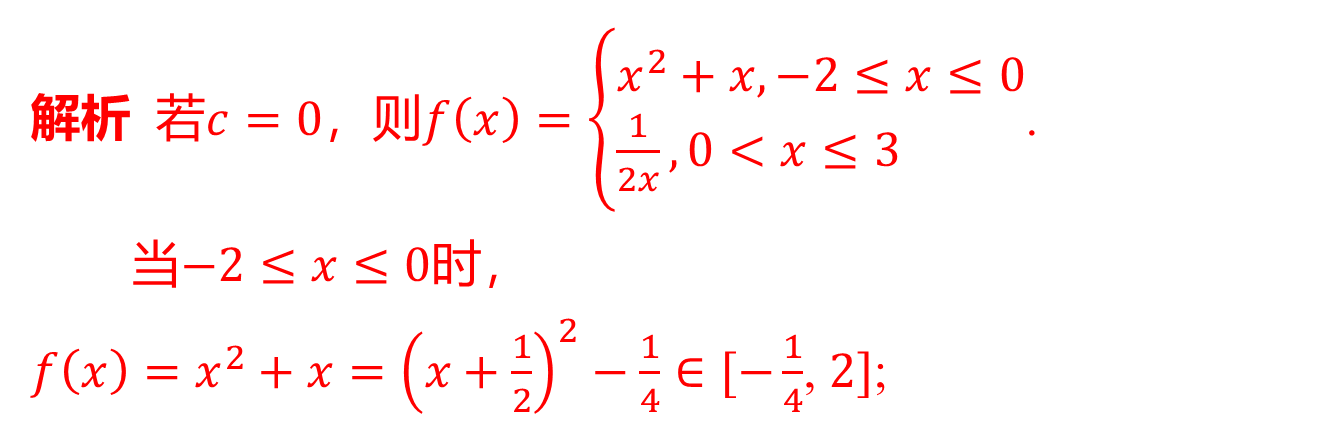 解析 若c = 0，则f(x) = {x² + x, −2 ≤ x ≤ 0; 1/(2x), 0 < x ≤ 3.
当−2 ≤ x ≤ 0时，
f(x) = x² + x = (x + 1/2)² − 1/4 ∈ [−1/4, 2];